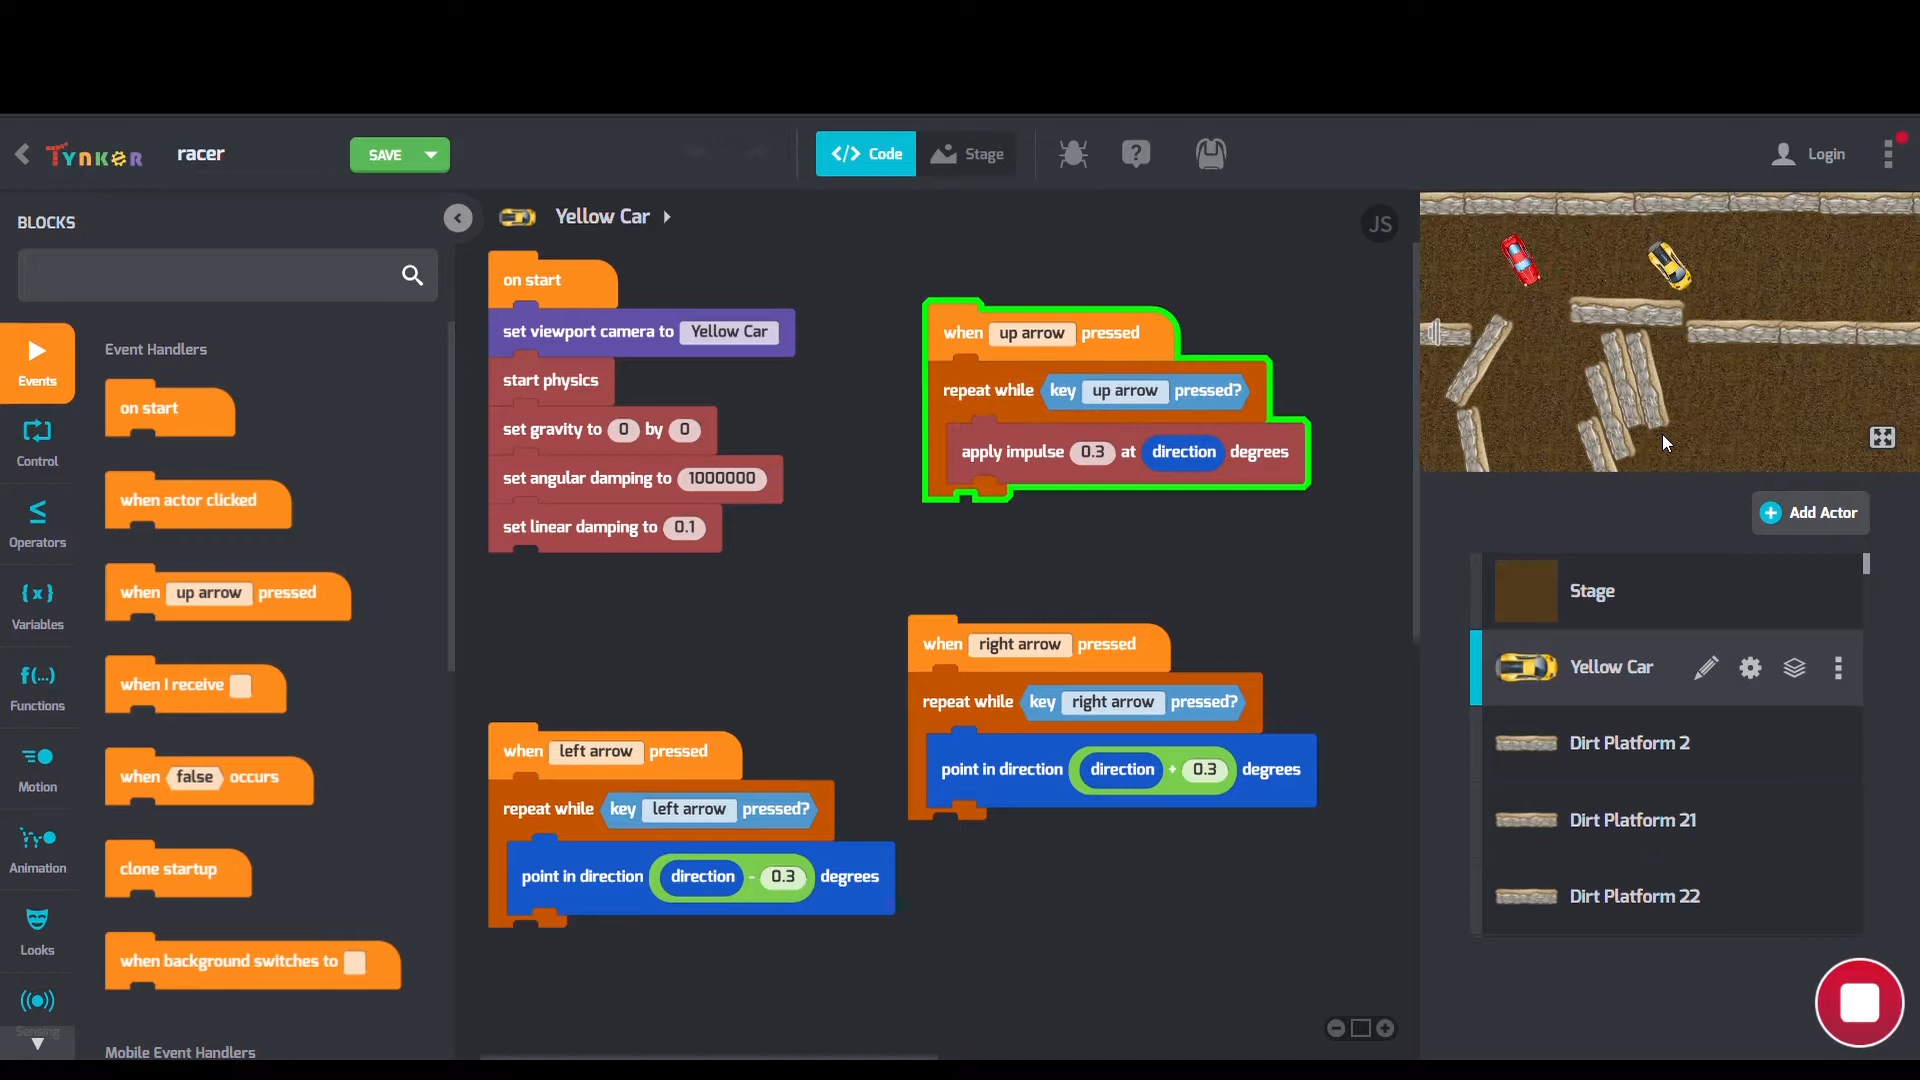 TYNKER
racer
SAVE
</> Code
Stage
?
Login
BLOCKS
Yellow Car
JS
Events
Control
Operators
{x}
Variables
f(...)
Functions
Motion
Animation
Looks
Sensing
Event Handlers
on start
when actor clicked
when up arrow pressed
when I receive
when false occurs
clone startup
when background switches to
Mobile Event Handlers
on start
set viewport camera to Yellow Car
start physics
set gravity to 0 by 0
set angular damping to 1000000
set linear damping to 0.1
when up arrow pressed
repeat while key up arrow pressed?
apply impulse 0.3 at direction degrees
when right arrow pressed
repeat while key right arrow pressed?
point in direction direction + 0.3 degrees
when left arrow pressed
repeat while key left arrow pressed?
point in direction direction - 0.3 degrees
Add Actor
Stage
Yellow Car
Dirt Platform 2
Dirt Platform 21
Dirt Platform 22